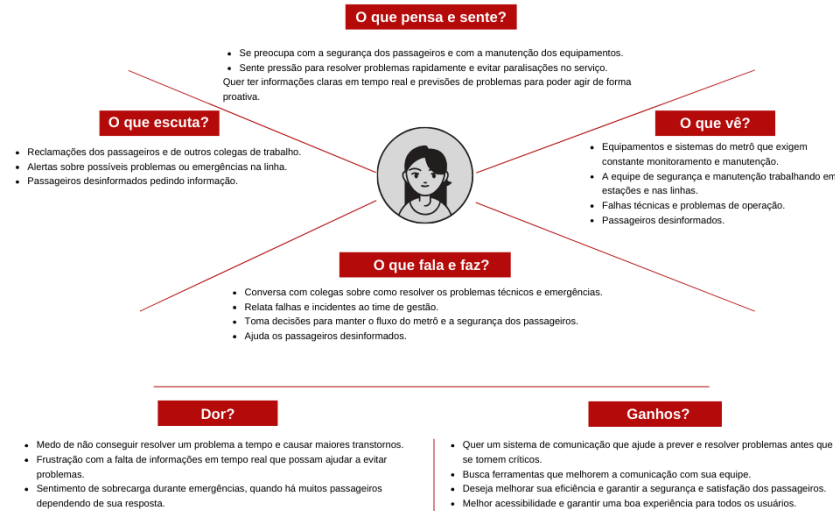 O que pensa e sente?
• Se preocupa com a segurança dos passageiros e com a manutenção dos equipamentos.
• Sente pressão para resolver problemas rapidamente e evitar paralisações no serviço.
Quer ter informações claras em tempo real e previsões de problemas para poder agir de forma
proativa.
O que escuta?
• Reclamações dos passageiros e de outros colegas de trabalho.
• Alertas sobre possíveis problemas ou emergências na linha.
• Passageiros desinformados pedindo informação.
O que vê?
• Equipamentos e sistemas do metrô que exigem
constante monitoramento e manutenção.
• A equipe de segurança e manutenção trabalhando em
estações e nas linhas.
• Falhas técnicas e problemas de operação.
• Passageiros desinformados.
O que fala e faz?
• Conversa com colegas sobre como resolver os problemas técnicos e emergências.
• Relata falhas e incidentes ao time de gestão.
• Toma decisões para manter o fluxo do metrô e a segurança dos passageiros.
• Ajuda os passageiros desinformados.
Dor?
• Medo de não conseguir resolver um problema a tempo e causar maiores transtornos.
• Frustração com a falta de informações em tempo real que possam ajudar a evitar
problemas.
• Sentimento de sobrecarga durante emergências, quando há muitos passageiros
dependendo de sua resposta.
Ganhos?
• Quer um sistema de comunicação que ajude a prever e resolver problemas antes que
se tornem críticos.
• Busca ferramentas que melhorem a comunicação com sua equipe.
• Deseja melhorar sua eficiência e garantir a segurança e satisfação dos passageiros.
• Melhor acessibilidade e garantir uma boa experiência para todos os usuários.